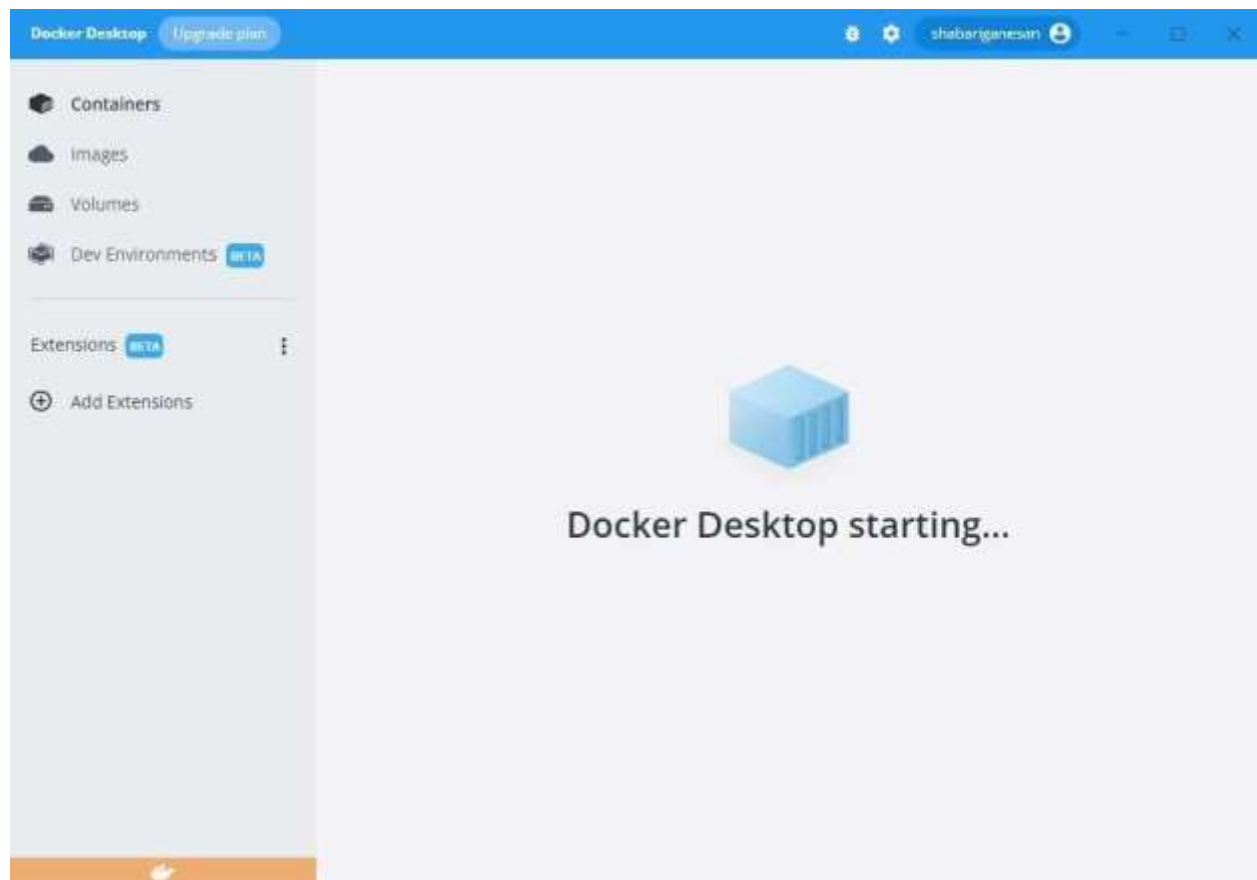 Docker Desktop Upgrade plan shabariganesan
Containers
Images
Volumes
Dev Environments BETA
Extensions BETA
Add Extensions
Docker Desktop starting...